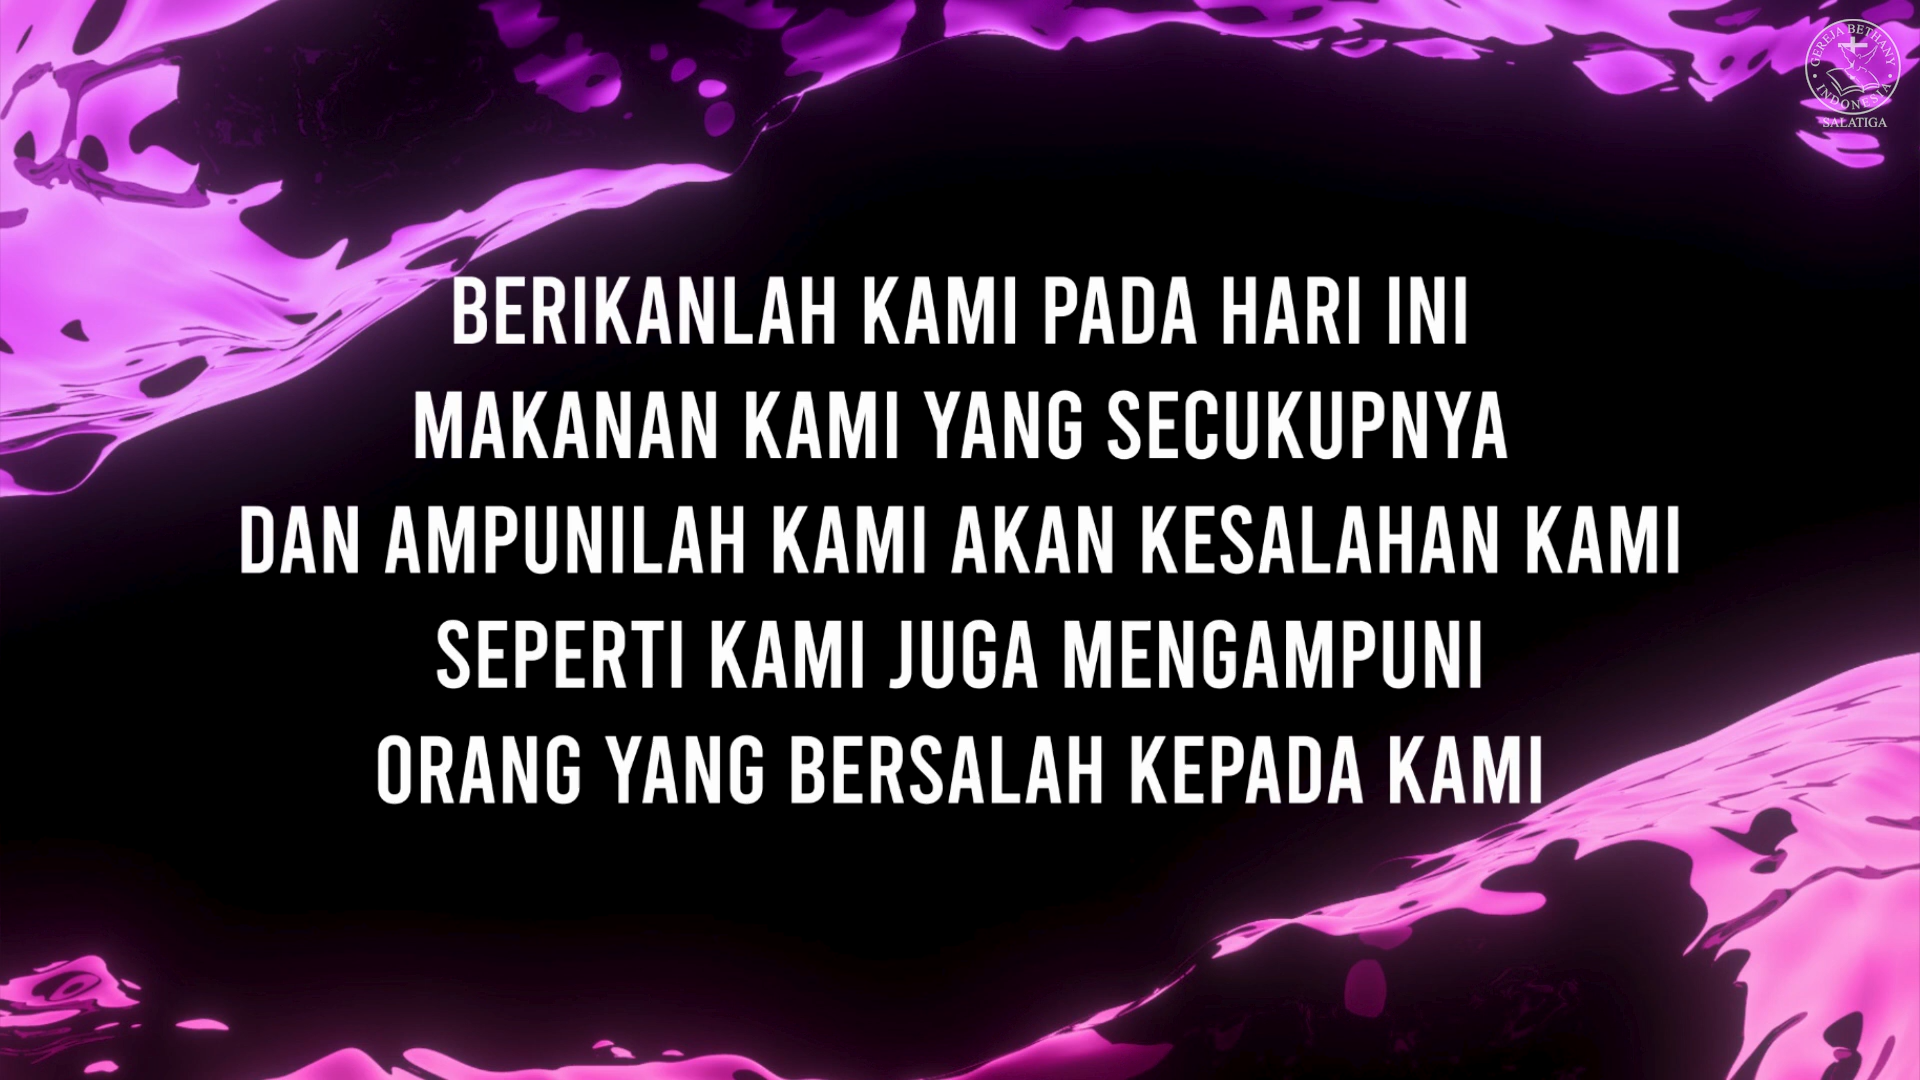 GEREJA BETHANY
INDONESIA
SALATIGA
BERIKANLAH KAMI PADA HARI INI
MAKANAN KAMI YANG SECUKUPNYA
DAN AMPUNILAH KAMI AKAN KESALAHAN KAMI
SEPERTI KAMI JUGA MENGAMPUNI
ORANG YANG BERSALAH KEPADA KAMI